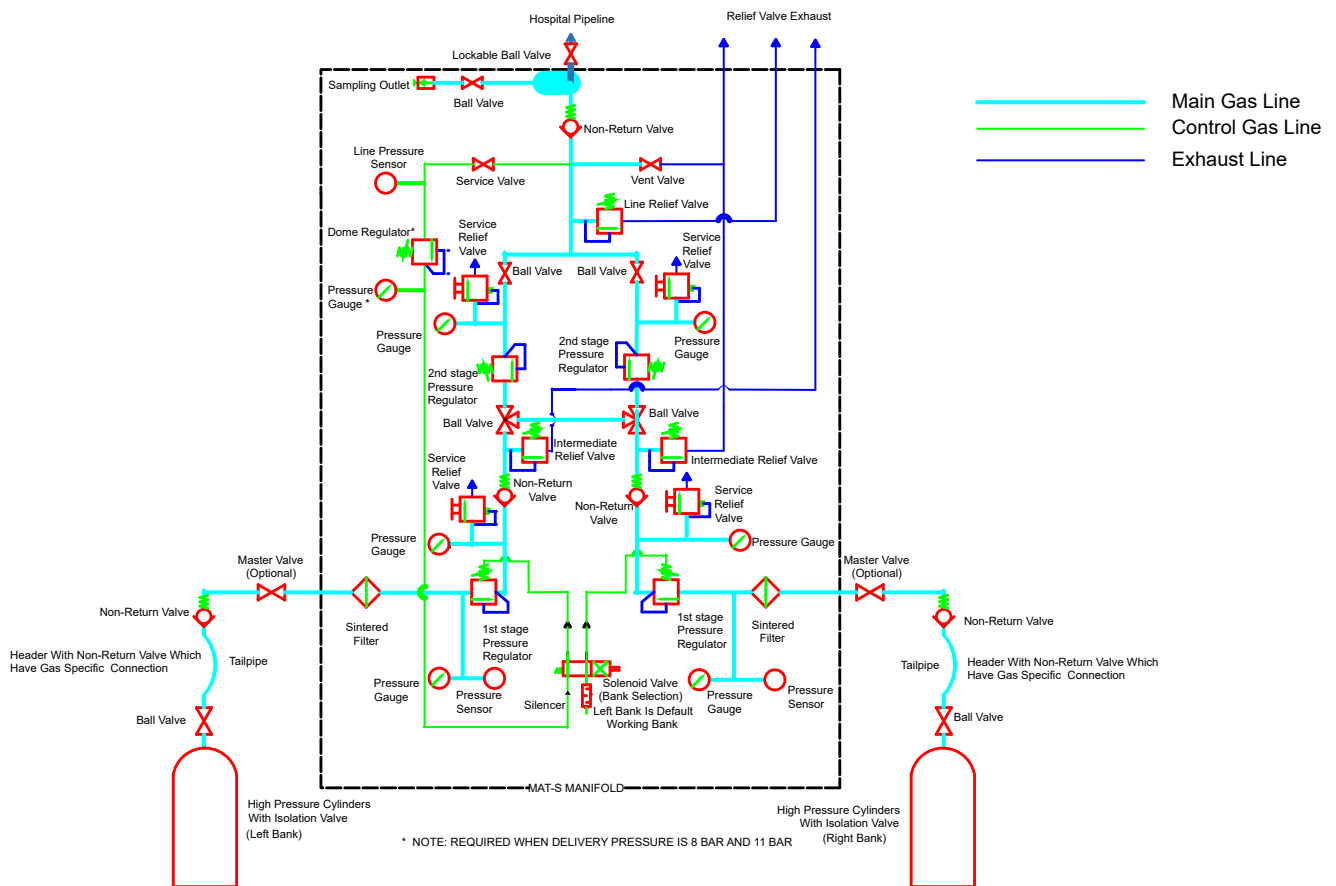 Hospital Pipeline
Relief Valve Exhaust
Lockable Ball Valve
Sampling Outlet
Ball Valve
Non-Return Valve
Main Gas Line
Control Gas Line
Exhaust Line
Line Pressure
Sensor
Service Valve
Vent Valve
Line Relief Valve
Dome Regulator*
Service
Relief
Valve
Service
Relief
Valve
Ball Valve
Ball Valve
Pressure
Gauge *
Pressure
Gauge
Pressure
Gauge
2nd stage
Pressure
Regulator
2nd stage
Pressure
Regulator
Ball Valve
Ball Valve
Intermediate
Relief Valve
Intermediate Relief Valve
Service
Relief
Valve
Non-Return
Valve
Non-Return
Valve
Service
Relief
Valve
Pressure
Gauge
Pressure Gauge
Master Valve
(Optional)
Master Valve
(Optional)
Non-Return Valve
Sintered
Filter
1st stage
Pressure
Regulator
1st stage
Pressure
Regulator
Sintered
Filter
Non-Return Valve
Header With Non-Return Valve Which
Have Gas Specific Connection
Tailpipe
Tailpipe
Header With Non-Return Valve Which
Have Gas Specific Connection
Pressure
Gauge
Pressure
Sensor
Silencer
Solenoid Valve
(Bank Selection)
Left Bank Is Default
Working Bank
Pressure
Gauge
Pressure
Sensor
Ball Valve
Ball Valve
MAT-S MANIFOLD
High Pressure Cylinders
With Isolation Valve
(Left Bank)
High Pressure Cylinders
With Isolation Valve
(Right Bank)
* NOTE: REQUIRED WHEN DELIVERY PRESSURE IS 8 BAR AND 11 BAR